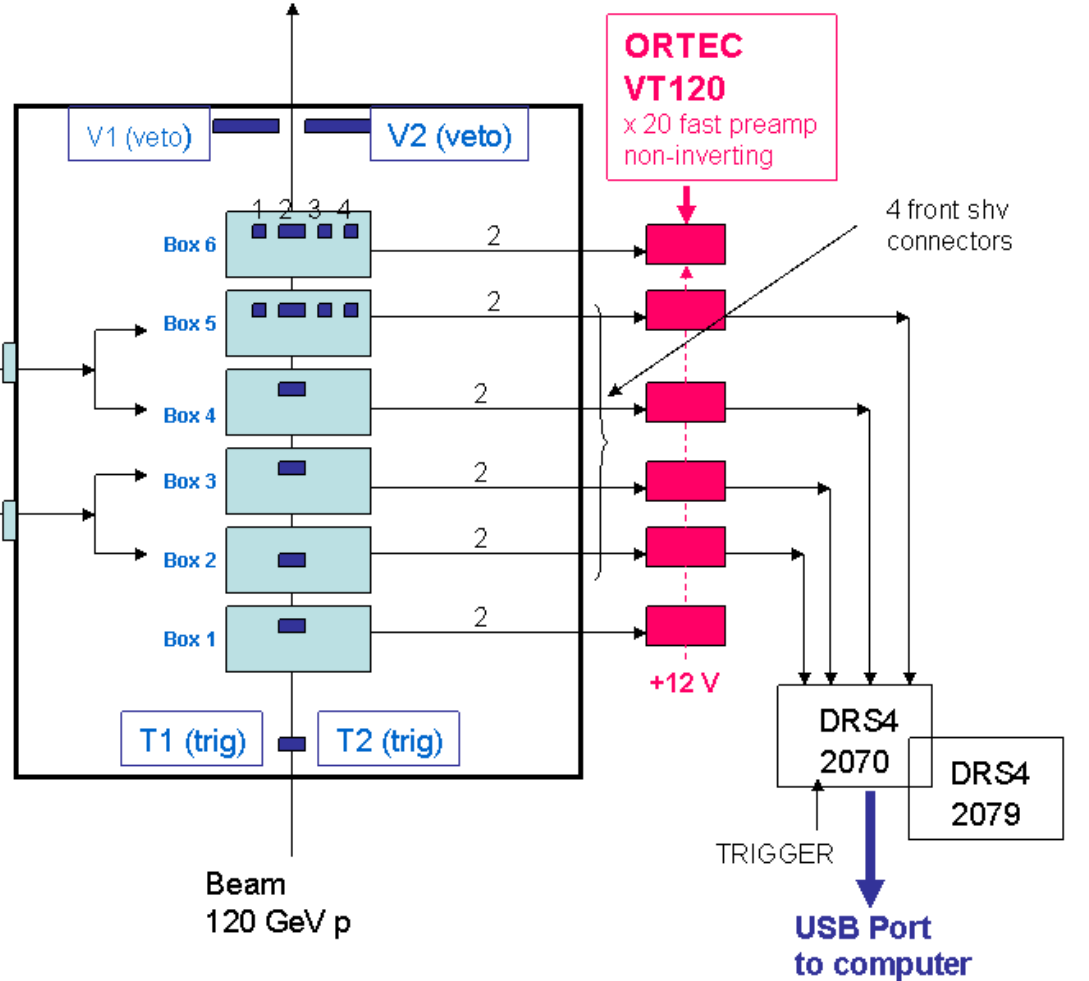 ORTEC
VT120
x 20 fast preamp
non-inverting
V1 (veto)
V2 (veto)
4 front shv
connectors
1 2 3 4
Box 6
2
Box 5
2
Box 4
2
Box 3
2
Box 2
2
Box 1
2
+12 V
T1 (trig)
T2 (trig)
DRS4
2070
DRS4
2079
TRIGGER
Beam
120 GeV p
USB Port
to computer